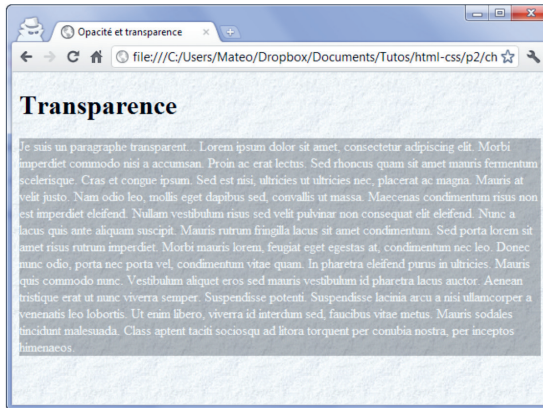 Opacité et transparence
file:///C:/Users/Mateo/Dropbox/Documents/Tutos/html-css/p2/ch
Transparence
Je suis un paragraphe transparent... Lorem ipsum dolor sit amet, consectetur adipiscing elit. Morbi
imperdiet commodo nisi a accumsan. Proin ac erat lectus. Sed rhoncus quam sit amet mauris fermentum
scelerisque. Cras et congue ipsum. Sed est nisi, ultricies ut ultricies nec, placerat ac magna. Mauris at
velit justo. Nam odio leo, mollis eget dapibus sed, convallis ut massa. Maecenas condimentum risus non
est imperdiet eleifend. Nullam vestibulum risus sed velit pulvinar non consequat elit eleifend. Nunc a
lacus quis ante aliquam suscipit. Mauris rutrum fringilla lacus sit amet condimentum. Sed porta lorem sit
amet risus rutrum imperdiet. Morbi mauris lorem, feugiat eget egestas at, condimentum nec leo. Donec
nunc odio, porta nec porta vel, condimentum vitae quam. In pharetra eleifend purus in ultricies. Mauris
quis commodo nunc. Vestibulum aliquet eros sed mauris vestibulum id pharetra lacus auctor. Aenean
tristique erat ut nunc viverra semper. Suspendisse potenti. Suspendisse lacinia arcu a nisi ullamcorper a
venenatis leo lobortis. Ut enim libero, viverra id interdum sed, faucibus vitae metus. Mauris sodales
tincidunt malesuada. Class aptent taciti sociosqu ad litora torquent per conubia nostra, per inceptos
himenaeos.